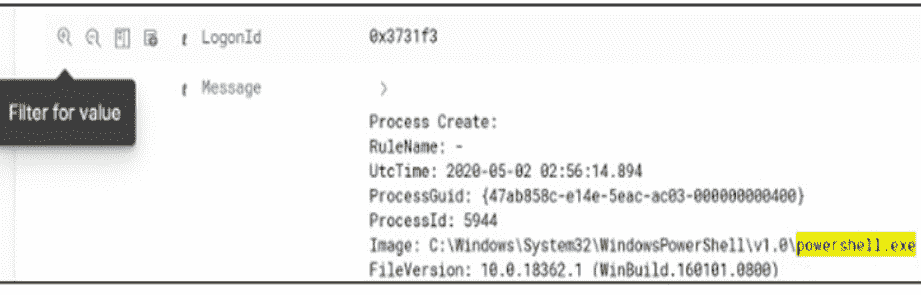 t LogonId 0x3731f3
Filter for value
t Message >
Process Create:
RuleName: -
UtcTime: 2020-05-02 02:56:14.894
ProcessGuid: {47ab858c-e14e-5eac-ac03-000000000400}
ProcessId: 5944
Image: C:\Windows\System32\WindowsPowerShell\v1.0\powershell.exe
FileVersion: 10.0.18362.1 (WinBuild.160101.0800)